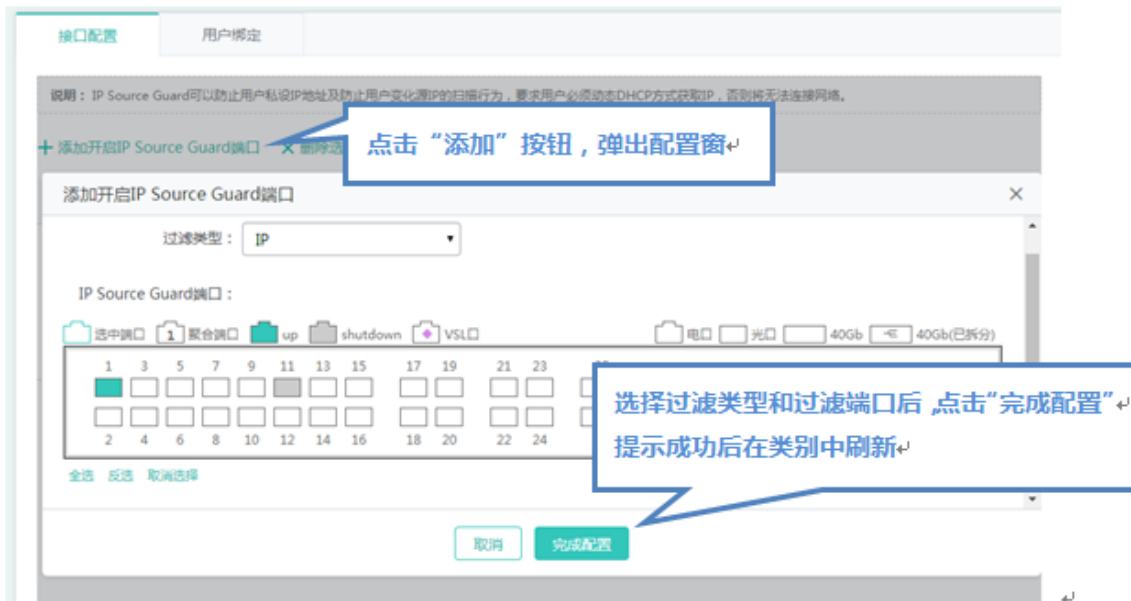 接口配置 用户绑定
说明：IP Source Guard可以防止用户私设IP地址及防止用户变化源IP的扫描行为，要求用户必须动态DHCP方式获取IP，否则将无法连接网络。
点击“添加”按钮，弹出配置窗
添加开启IP Source Guard端口 删除选
添加开启IP Source Guard端口
过滤类型： IP
IP Source Guard端口：
选中端口 1 聚合端口 up shutdown VSL口 电口 光口 40Gb 40Gb(已拆分)
1 3 5 7 9 11 13 15 17 19 21 23
2 4 6 8 10 12 14 16 18 20 22 24
选择过滤类型和过滤端口后,点击“完成配置”
提示成功后在类别中刷新
全选 反选 取消选择
取消 完成配置